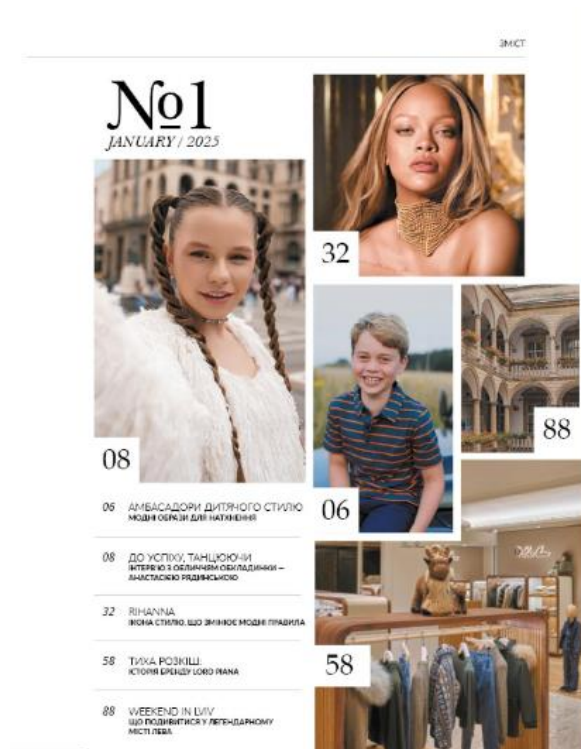 ЗМІСТ
№1
JANUARY / 2025
32
08
06
88
58
06 АМБАСАДОРИ ДИТЯЧОГО СТИЛЮ
МОДНІ ОБРАЗИ ДЛЯ НАТХНЕННЯ
08 ДО УСПІХУ, ТАНЦЮЮЧИ
ІНТЕРВ'Ю З ОБЛИЧЧЯМ ОБКЛАДИНКИ –
АНАСТАСІЄЮ РЯДИНСЬКОЮ
32 RIHANNA
ІКОНА СТИЛЮ, ЩО ЗМІНЮЄ МОДНІ ПРАВИЛА
58 ТИХА РОЗКІШ:
ІСТОРІЯ БРЕНДУ LORO PIANA
88 WEEKEND IN LVIV
ЩО ПОДИВИТИСЯ У ЛЕГЕНДАРНОМУ
МІСТІ ЛЕВА